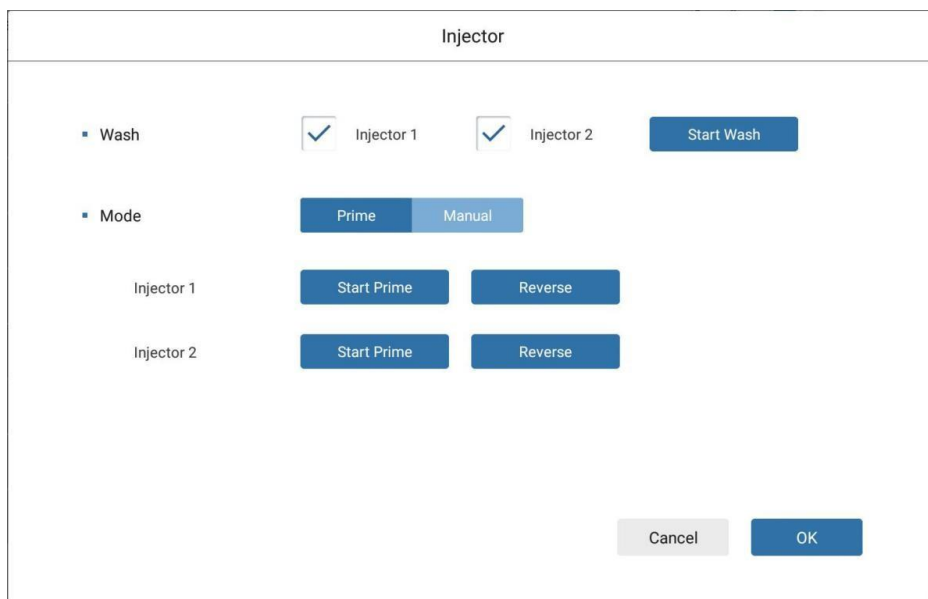 Injector
Wash Injector 1 Injector 2 Start Wash
Mode Prime Manual
Injector 1 Start Prime Reverse
Injector 2 Start Prime Reverse
Cancel OK